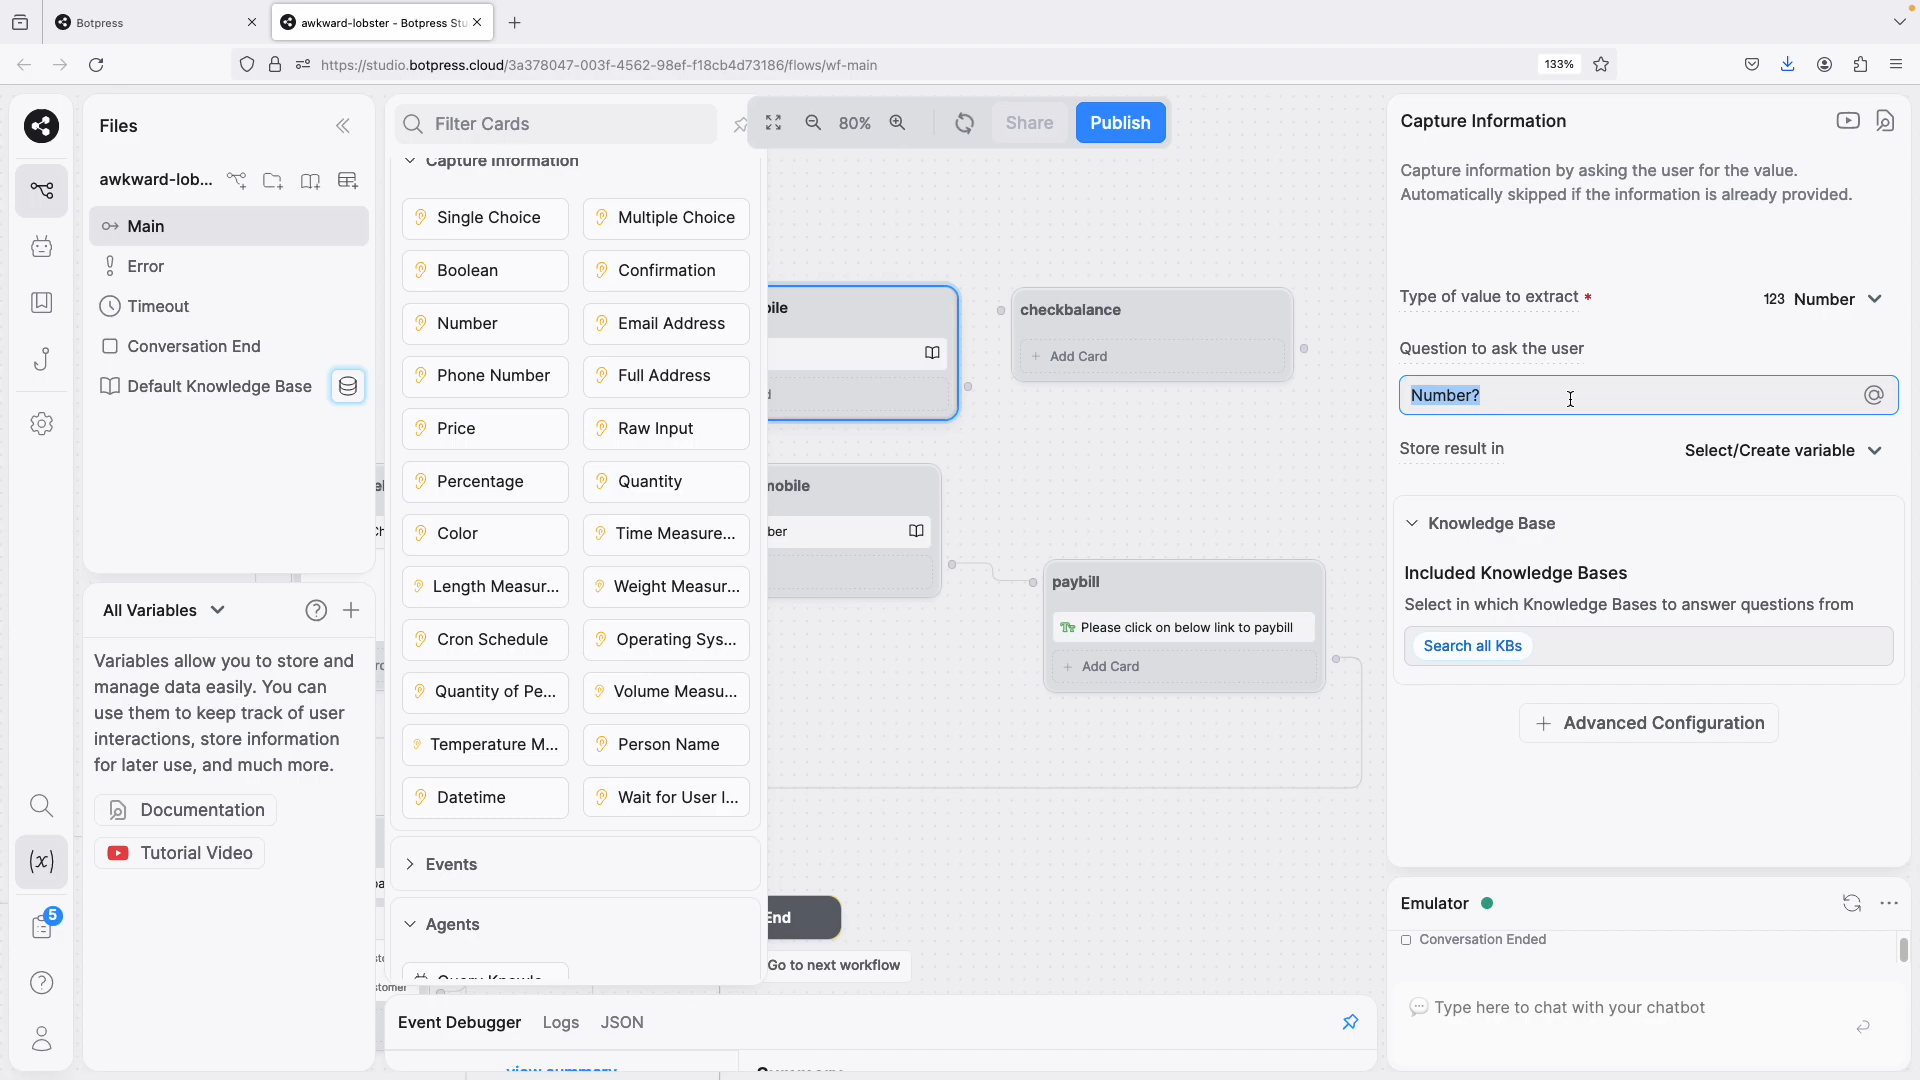 Botpress
awkward-lobster - Botpress Stu
https://studio.botpress.cloud/3a378047-003f-4562-98ef-f18cb4d73186/flows/wf-main
133%
Files
awkward-lob...
Main
Error
Timeout
Conversation End
Default Knowledge Base
All Variables
Variables allow you to store and
manage data easily. You can
use them to keep track of user
interactions, store information
for later use, and much more.
Documentation
Tutorial Video
(x)
5
Filter Cards
Capture Information
Single Choice
Multiple Choice
Boolean
Confirmation
Number
Email Address
Phone Number
Full Address
Price
Raw Input
Percentage
Quantity
Color
Time Measure...
Length Measur...
Weight Measur...
Cron Schedule
Operating Sys...
Quantity of Pe...
Volume Measu...
Temperature M...
Person Name
Datetime
Wait for User I...
Events
Agents
80%
Share
Publish
checkbalance
+ Add Card
paybill
Please click on below link to paybill
+ Add Card
End
Go to next workflow
Event Debugger
Logs
JSON
view summary
Capture Information
Capture information by asking the user for the value.
Automatically skipped if the information is already provided.
Type of value to extract *
123 Number
Question to ask the user
Number?
Store result in
Select/Create variable
Knowledge Base
Included Knowledge Bases
Select in which Knowledge Bases to answer questions from
Search all KBs
+ Advanced Configuration
Emulator
Conversation Ended
Type here to chat with your chatbot